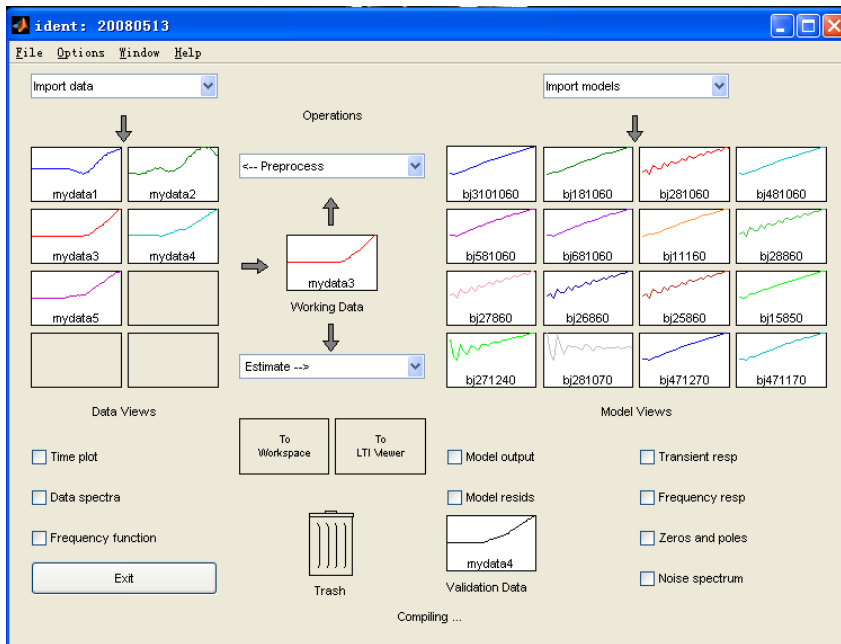 ident: 20080513
File Options Window Help
Import data
Import models
Operations
mydata1
mydata2
<-- Preprocess
bj3101060
bj181060
bj281060
bj481060
mydata3
mydata4
mydata3
bj581060
bj681060
bj11160
bj28860
mydata5
Working Data
bj27860
bj26860
bj25860
bj15850
Estimate -->
bj271240
bj281070
bj471270
bj471170
Data Views
Model Views
To
Workspace
To
LTI Viewer
Time plot
Model output
Transient resp
Data spectra
Model resids
Frequency resp
Frequency function
mydata4
Zeros and poles
Exit
Trash
Validation Data
Noise spectrum
Compiling ...